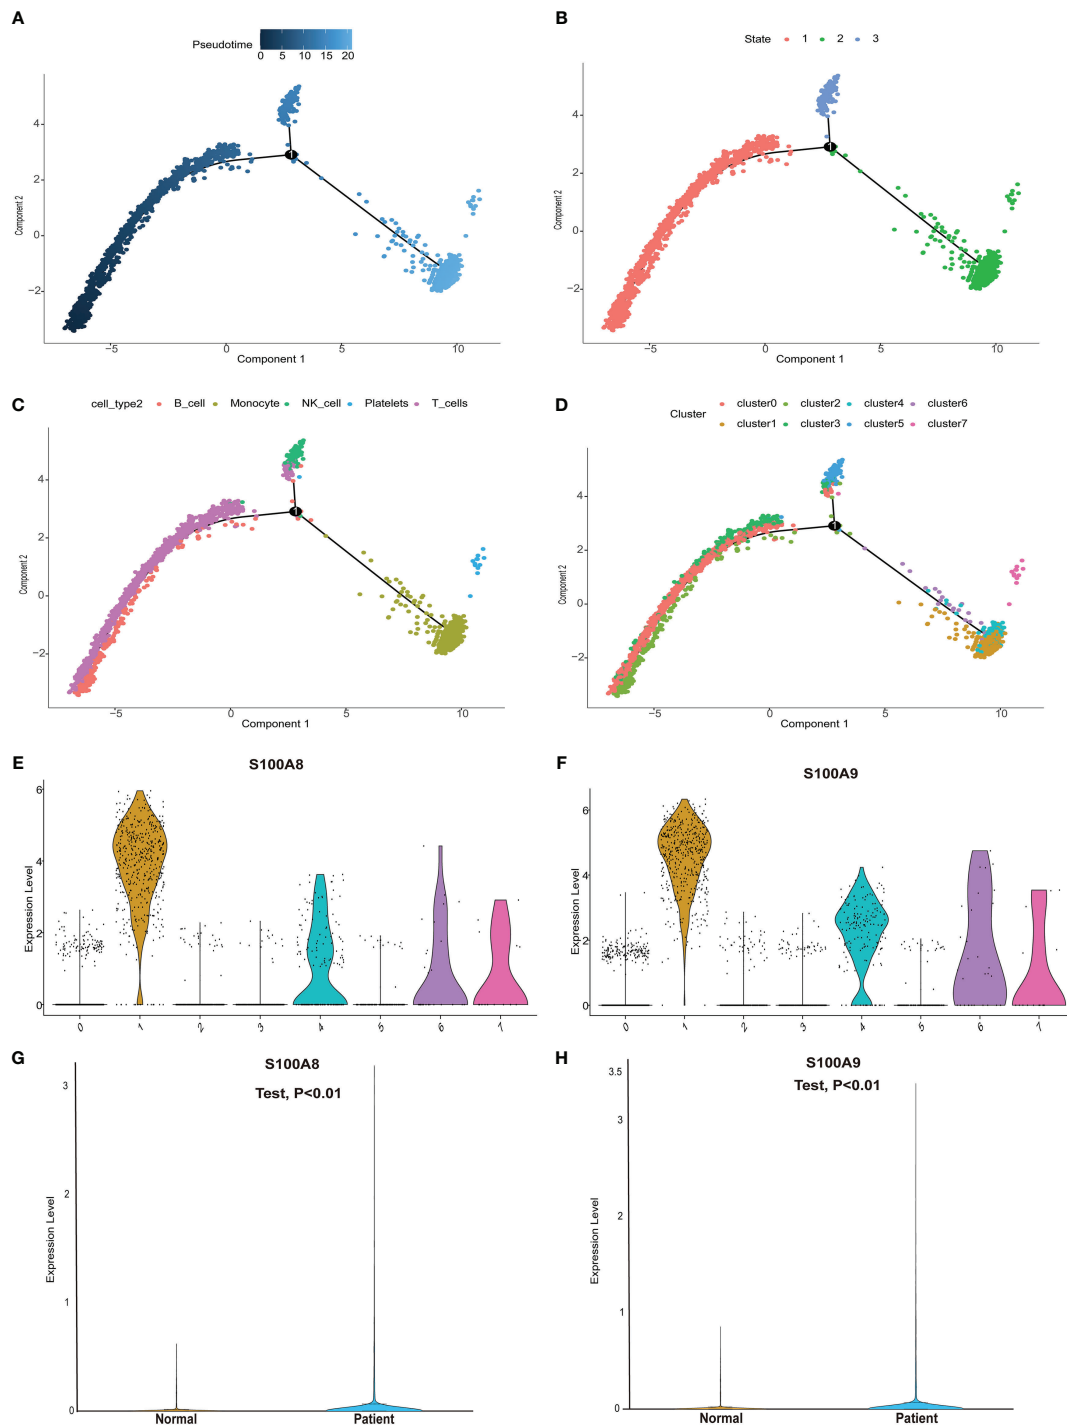 A
Pseudotime
0 5 10 15 20
4
2
0
−2
Component 2
−5 0 5 10
Component 1
B
State 1 2 3
4
2
0
−2
Component 2
−5 0 5 10
Component 1
1
1
C
cell_type2 B_cell Monocyte NK_cell Platelets T_cells
4
2
0
−2
Component 2
−5 0 5 10
Component 1
1
D
Cluster
cluster0 cluster2 cluster4 cluster6
cluster1 cluster3 cluster5 cluster7
4
2
0
−2
Component 2
−5 0 5 10
Component 1
1
E
S100A8
6
4
2
0
Expression Level
0 1 2 3 4 5 6 7
F
S100A9
6
4
2
0
Expression Level
0 1 2 3 4 5 6 7
G
S100A8
Test, P<0.01
3
2
1
0
Expression Level
Normal Patient
H
S100A9
Test, P<0.01
3.5
3
2
1
0
Expression Level
Normal Patient